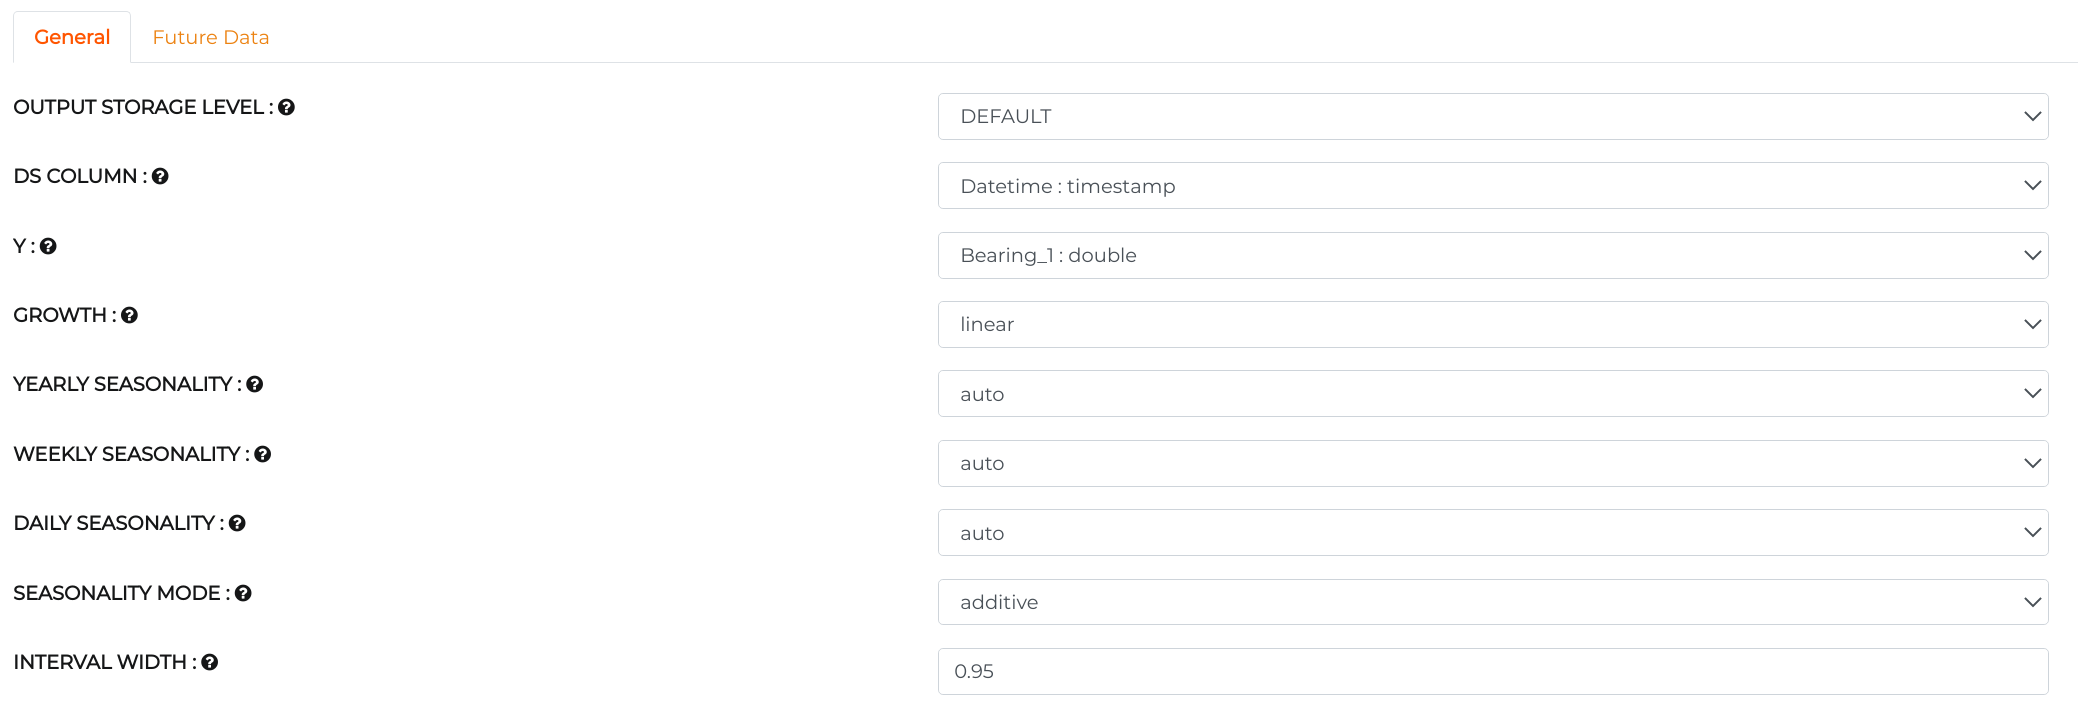 General Future Data
OUTPUT STORAGE LEVEL : ? DEFAULT
DS COLUMN : ? Datetime : timestamp
Y : ? Bearing_1 : double
GROWTH : ? linear
YEARLY SEASONALITY : ? auto
WEEKLY SEASONALITY : ? auto
DAILY SEASONALITY : ? auto
SEASONALITY MODE : ? additive
INTERVAL WIDTH : ? 0.95